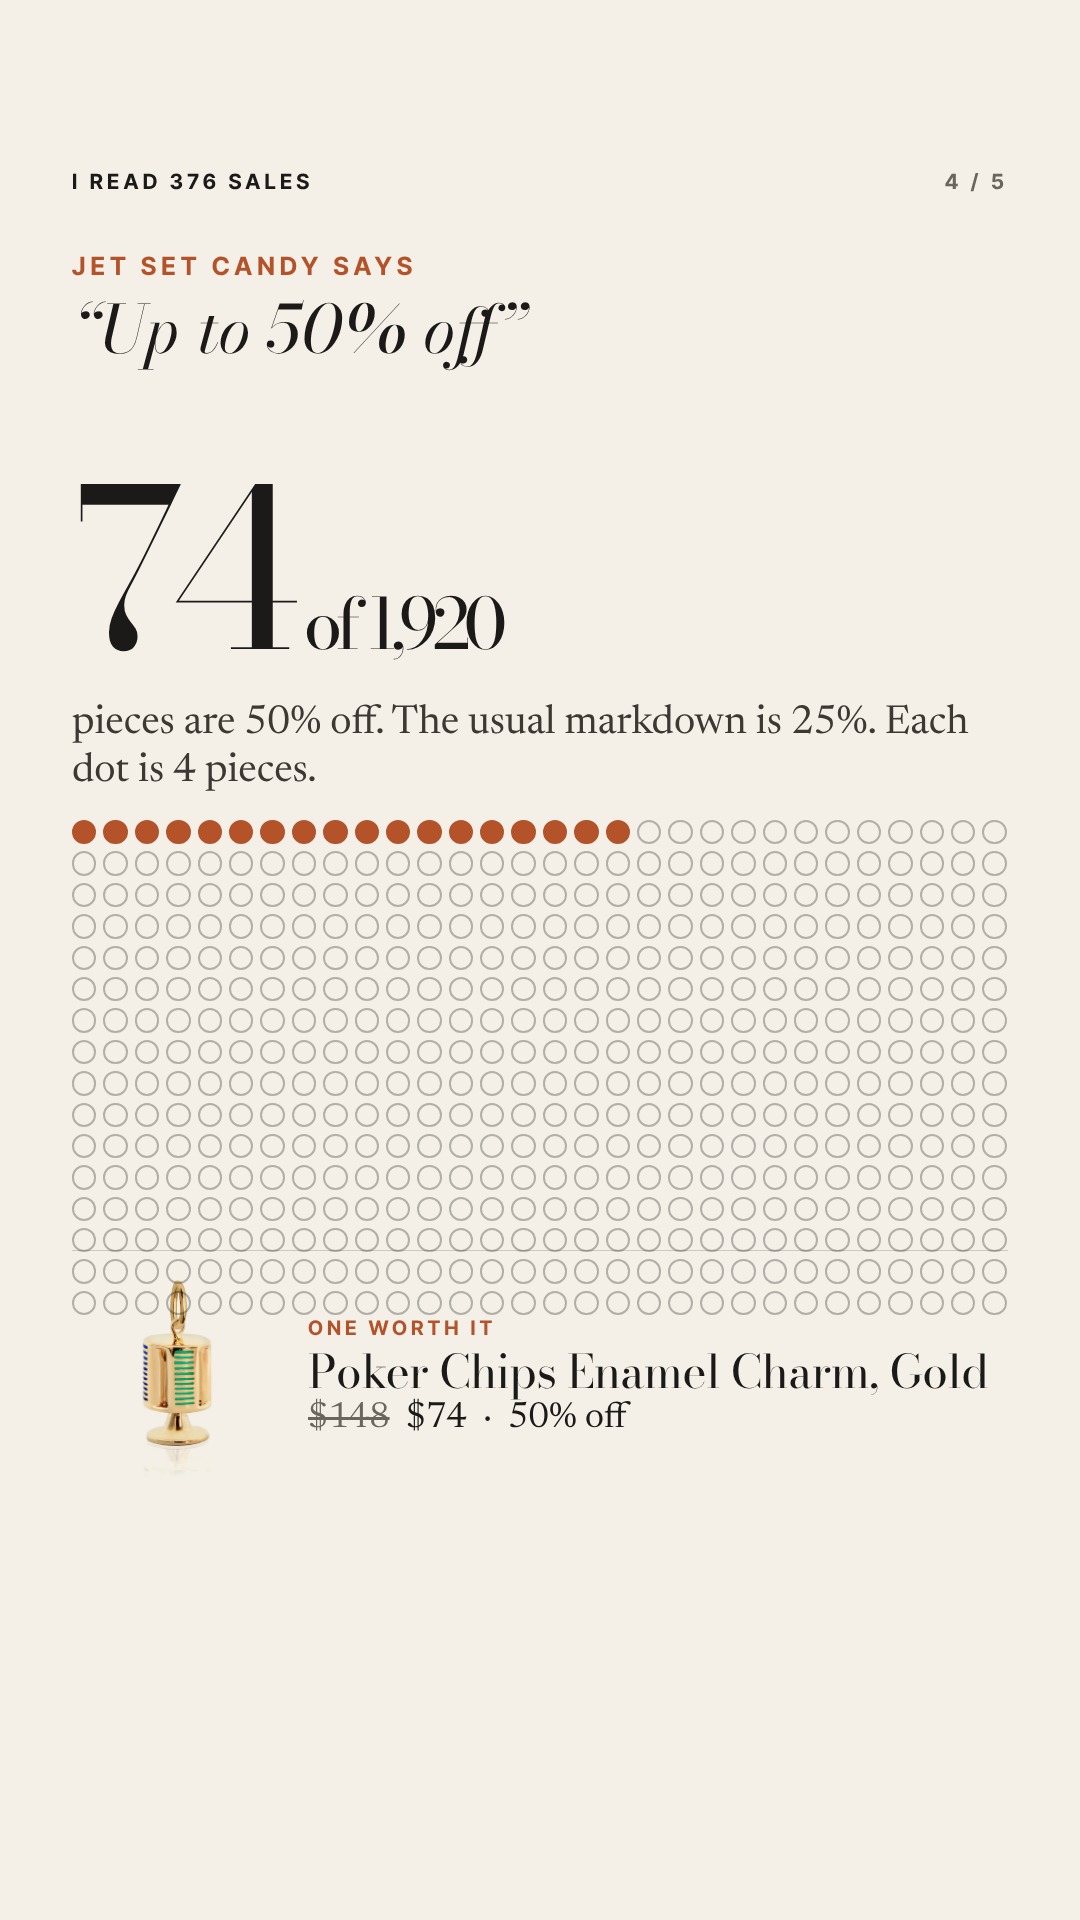 I READ 376 SALES
4 / 5
JET SET CANDY SAYS
“Up to 50% off”
74 of 1,920
pieces are 50% off. The usual markdown is 25%. Each
dot is 4 pieces.
ONE WORTH IT
Poker Chips Enamel Charm, Gold
$148 $74 · 50% off